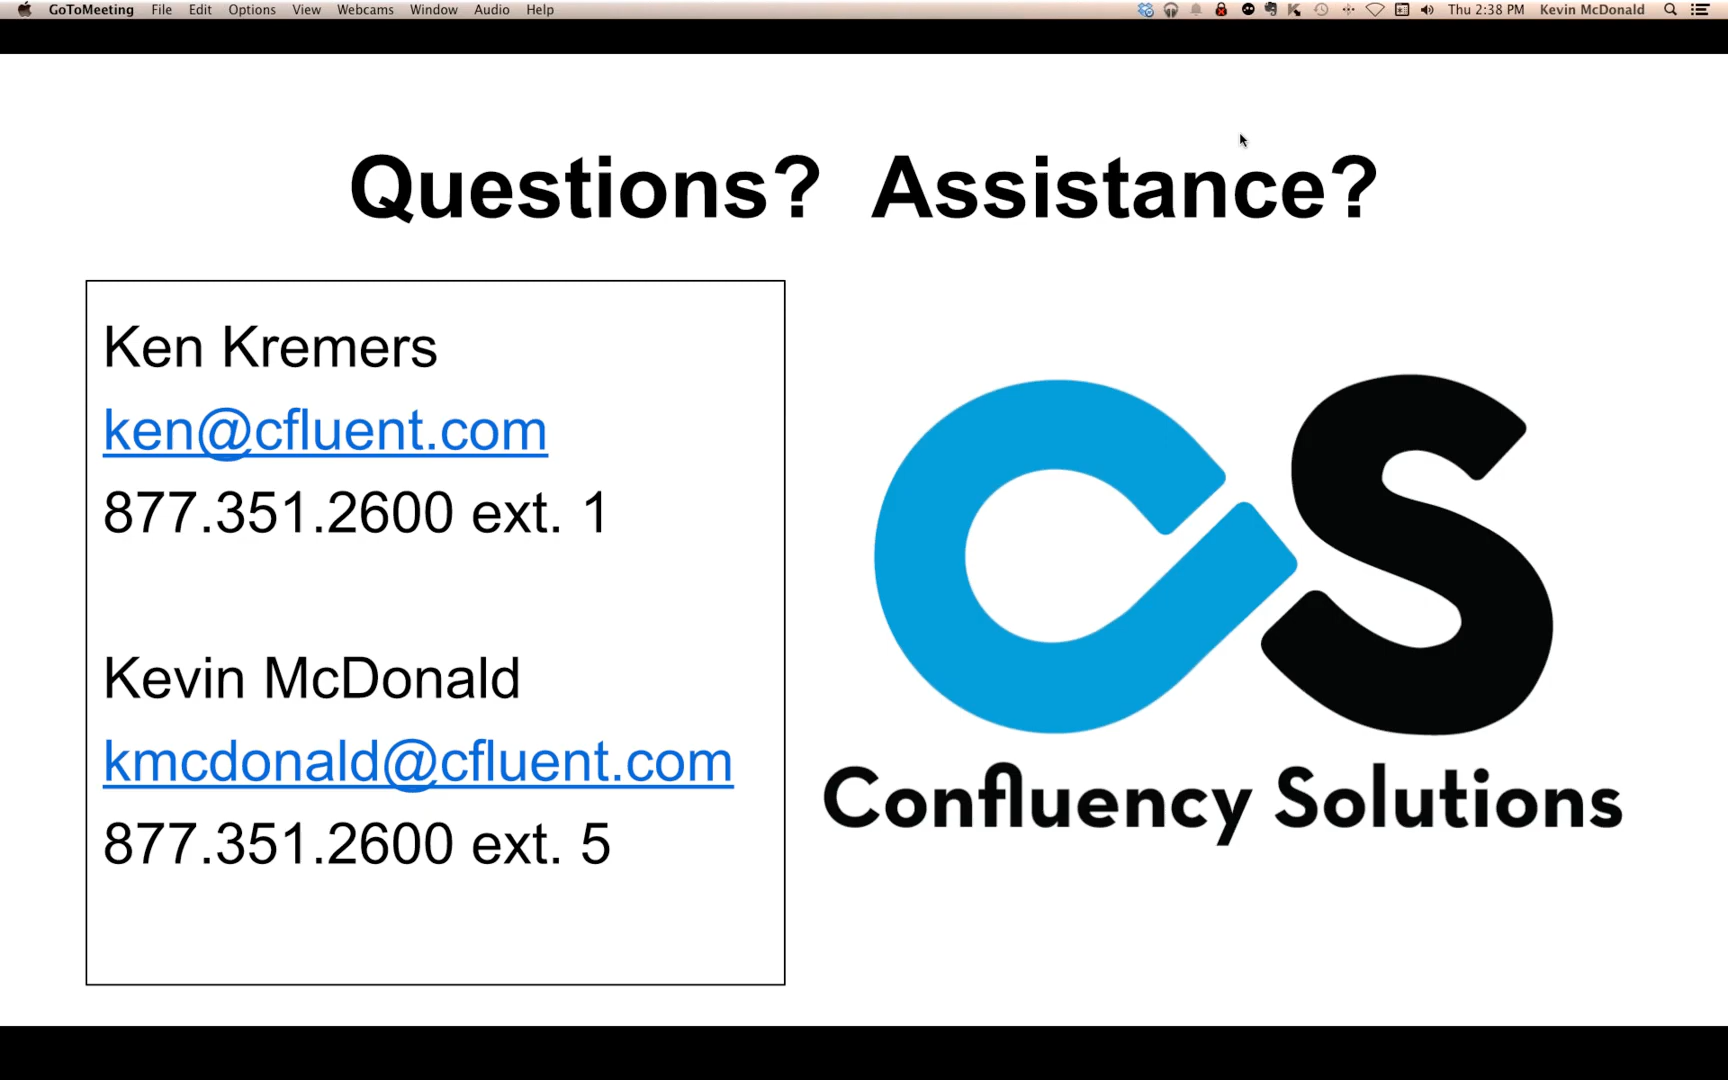 GoToMeeting File Edit Options View Webcams Window Audio Help Thu 2:38 PM Kevin McDonald
Questions? Assistance?
Ken Kremers
ken@cfluent.com
877.351.2600 ext. 1
Kevin McDonald
kmcdonald@cfluent.com
877.351.2600 ext. 5
CS
Confluency Solutions